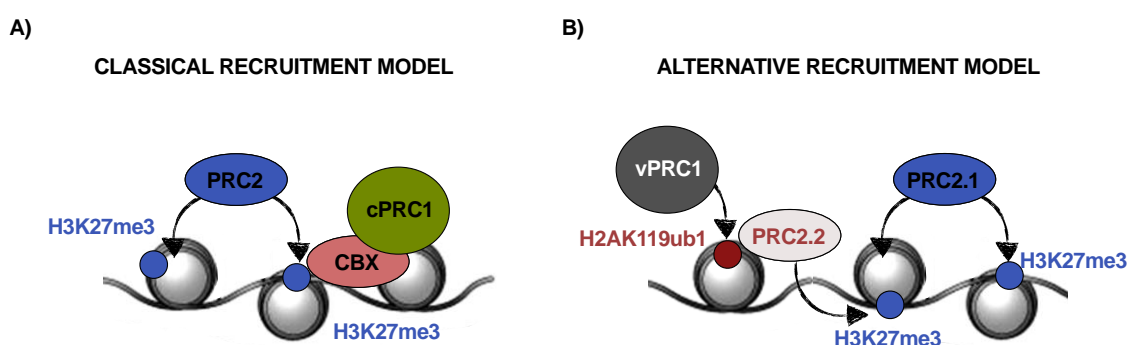 A)
CLASSICAL RECRUITMENT MODEL
PRC2
H3K27me3
cPRC1
CBX
H3K27me3
B)
ALTERNATIVE RECRUITMENT MODEL
vPRC1
PRC2.1
H2AK119ub1
PRC2.2
H3K27me3
H3K27me3